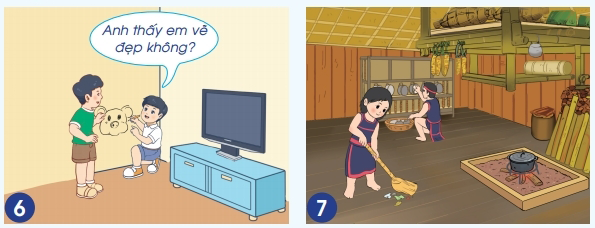 Anh thấy em vẽ
đẹp không?
6
7